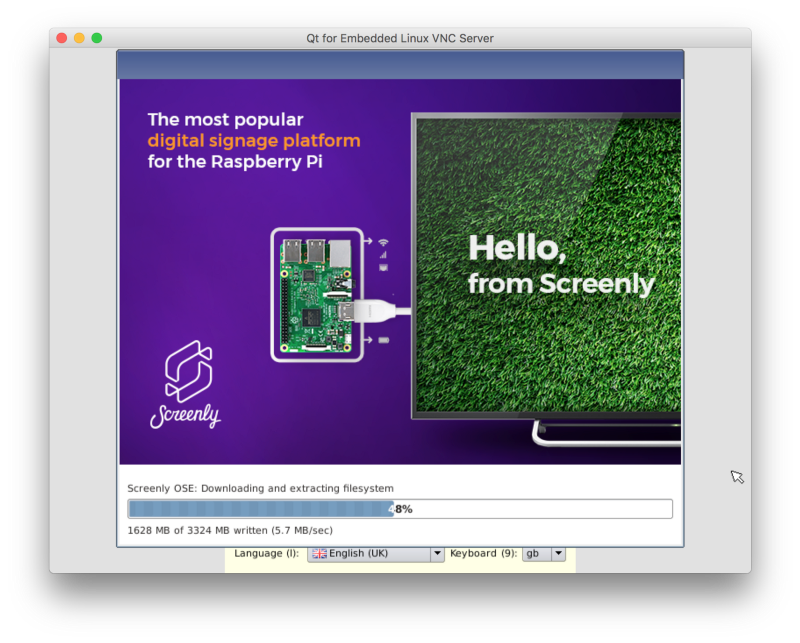 Qt for Embedded Linux VNC Server
The most popular
digital signage platform
for the Raspberry Pi
Hello,
from Screenly
Screenly
Screenly OSE: Downloading and extracting filesystem
48%
1628 MB of 3324 MB written (5.7 MB/sec)
Language (l): English (UK) Keyboard (9): gb